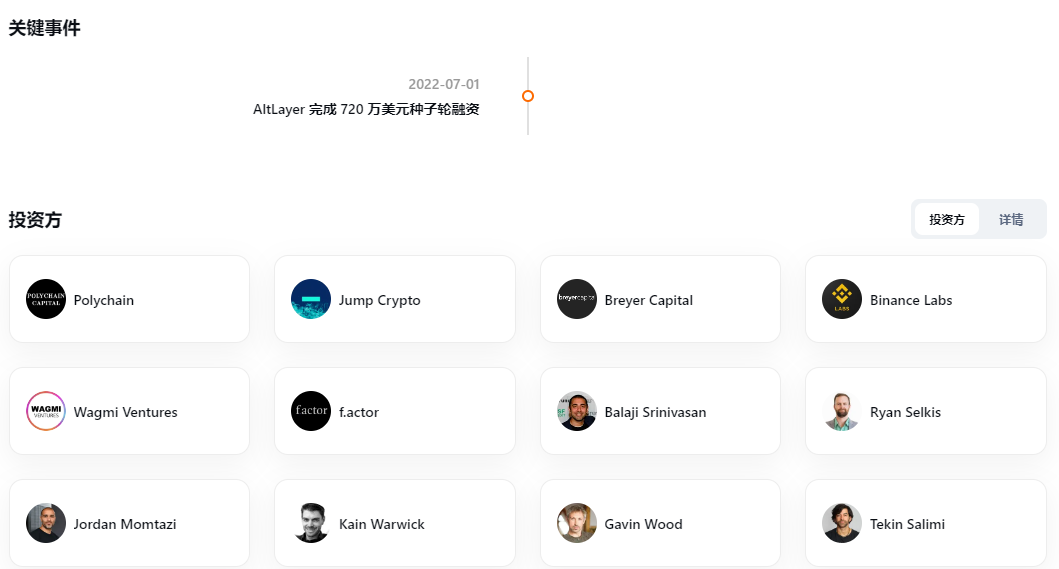 关键事件
2022-07-01
AltLayer 完成 720 万美元种子轮融资
投资方
投资方
详情
POLYCHAIN
CAPITAL
Polychain
Jump Crypto
breyercapital
Breyer Capital
LABS
Binance Labs
WAGMI
VENTURES
Wagmi Ventures
f.actor
f.actor
Balaji Srinivasan
Ryan Selkis
Jordan Momtazi
Kain Warwick
Gavin Wood
Tekin Salimi